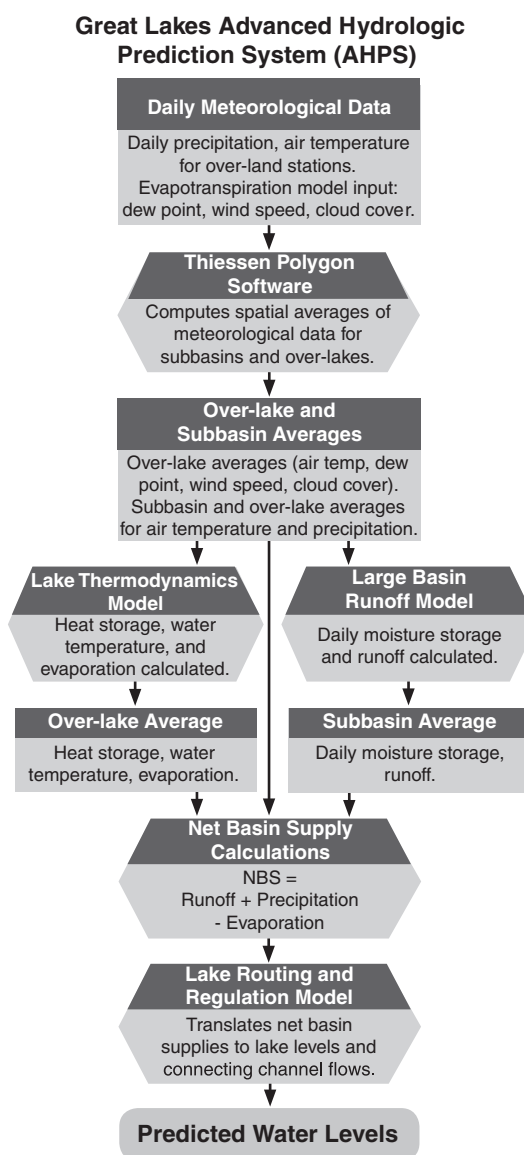 Great Lakes Advanced Hydrologic
Prediction System (AHPS)
Daily Meteorological Data
Daily precipitation, air temperature
for over-land stations.
Evapotranspiration model input:
dew point, wind speed, cloud cover.
Thiessen Polygon
Software
Computes spatial averages of
meteorological data for
subbasins and over-lakes.
Over-lake and
Subbasin Averages
Over-lake averages (air temp, dew
point, wind speed, cloud cover).
Subbasin and over-lake averages
for air temperature and precipitation.
Lake Thermodynamics
Model
Heat storage, water
temperature, and
evaporation calculated.
Large Basin
Runoff Model
Daily moisture storage
and runoff calculated.
Over-lake Average
Heat storage, water
temperature, evaporation.
Subbasin Average
Daily moisture storage,
runoff.
Net Basin Supply
Calculations
NBS =
Runoff + Precipitation
- Evaporation
Lake Routing and
Regulation Model
Translates net basin
supplies to lake levels and
connecting channel flows.
Predicted Water Levels